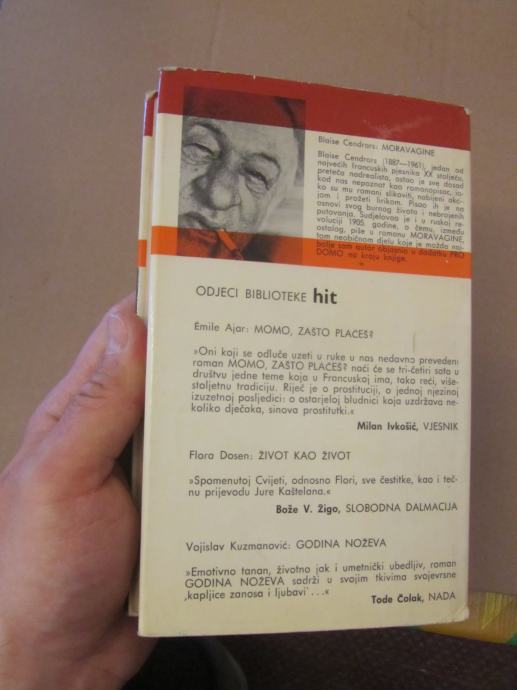 Blaise Cendrars: MORAVAGINE
Blaise Cendrars (1887—1961), jedan od
najvećih francuskih pjesnika XX stoljeća,
preteča nadrealista, ostao je sve dosad
kod nas nepoznat kao romanopisac, ia-
ko su mu romani slikoviti, nabijeni akci-
jom i prožeti lirikom. Pisao ih je na
osnovi svog burnog života i nebrojenih
putovanja. Sudjelovao je i u ruskoj re-
voluciji 1905. godine, o čemu, između
ostalog, piše u romanu MORAVAGINE,
tom neobičnom djelu koje je možda naj-
bolje sam autor objasnio u dodatku PRO
DOMO na kraju knjige.
ODJECI BIBLIOTEKE hit
Emile Ajar: MOMO, ZAŠTO PLAČEŠ?
»Oni koji se odluče uzeti u ruke u nas nedavno prevedeni
roman MOMO, ZAŠTO PLAČEŠ? naći će se tri-četiri sata u
društvu jedne teme koja u Francuskoj ima, tako reći, više-
stoljetnu tradiciju. Riječ je o prostituciji, o jednoj njezinoj
izuzetnoj posljedici: o ostarjeloj bludnici koja uzdržava ne-
koliko dječaka, sinova prostitutki.«
Milan Ivkošić, VJESNIK
Flora Dosen: ŽIVOT KAO ŽIVOT
»Spomenutoj Cvijeti, odnosno Flori, sve čestitke, kao i teč-
nu prijevodu Jure Kaštelana.«
Bože V. Žigo, SLOBODNA DALMACIJA
Vojislav Kuzmanović: GODINA NOŽEVA
»Emotivno tanan, životno jak i umetnički ubedljiv, roman
GODINA NOŽEVA sadrži u svojim tkivima svojevrsne
‚kapljice zanosa i ljubavi' . . .«
Tode Čolak, NADA